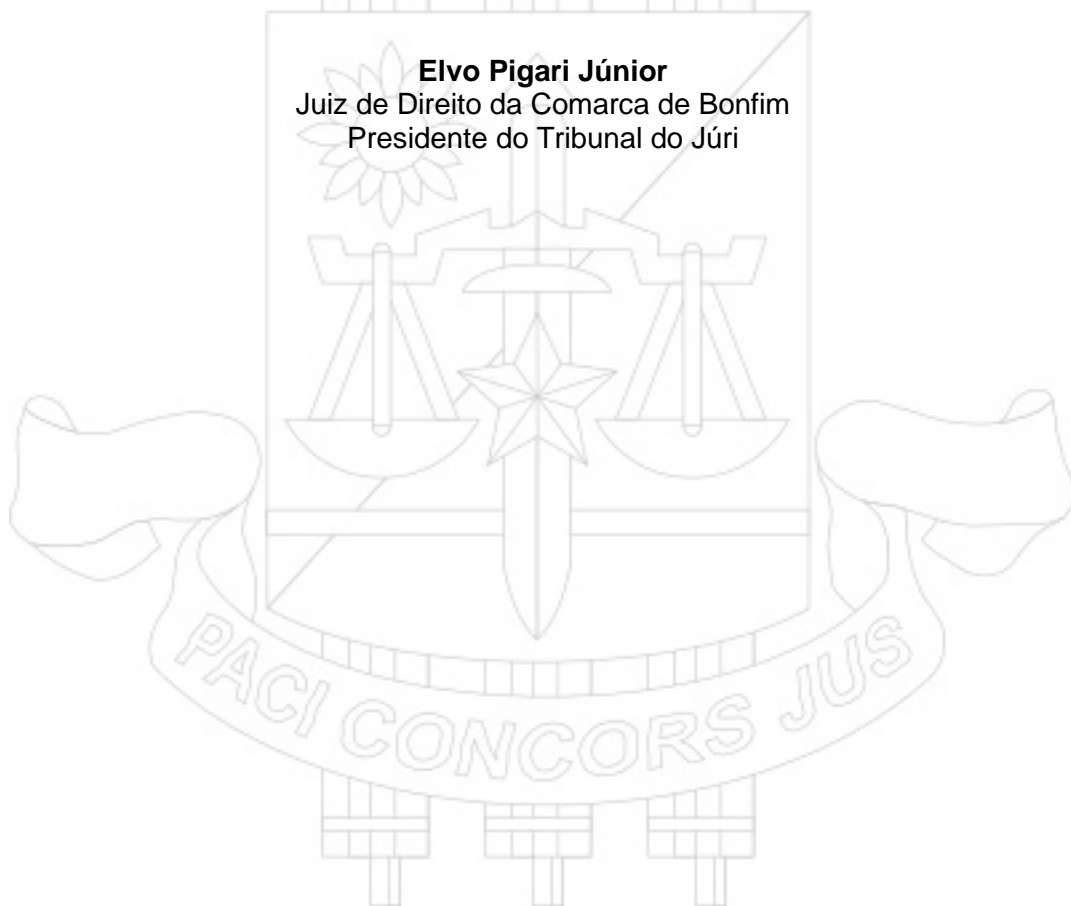 Elvo Pigari Júnior
Juiz de Direito da Comarca de Bonfim
Presidente do Tribunal do Júri
PACI CONCORS JUS